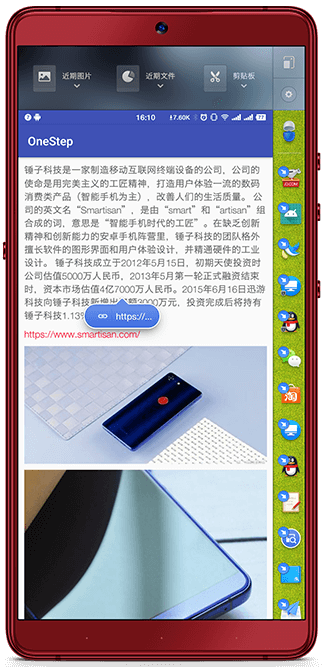 近期图片
近期文件
剪贴板
16:10
7.60K
77
OneStep
锤子科技是一家制造移动互联网终端设备的公司，公司的
使命是用完美主义的工匠精神，打造用户体验一流的数码
消费类产品（智能手机为主）、改善人们的生活质量。公
司的英文名“Smartisan”，是由“smart”和“artisan”组
合成的词，意思是“智能手机时代的工匠” 。在缺乏创新
精神和创新能力的安卓手机阵营里，锤子科技的团队格外
擅长软件的图形界面和用户体验设计，并精通硬件的工业
设计。 锤子科技成立于2012年5月15日，初期天使投资时
公司估值5000万人民币，2013年5月第一轮正式融资结束
时，资本市场估值4亿7000万人民币。2015年6月16日迅游
科技向锤子科技新增出 3000万元，投资完成后将持有
锤子科技1.13
https://...
https://www.smartisan.com/
JD.COM
淘